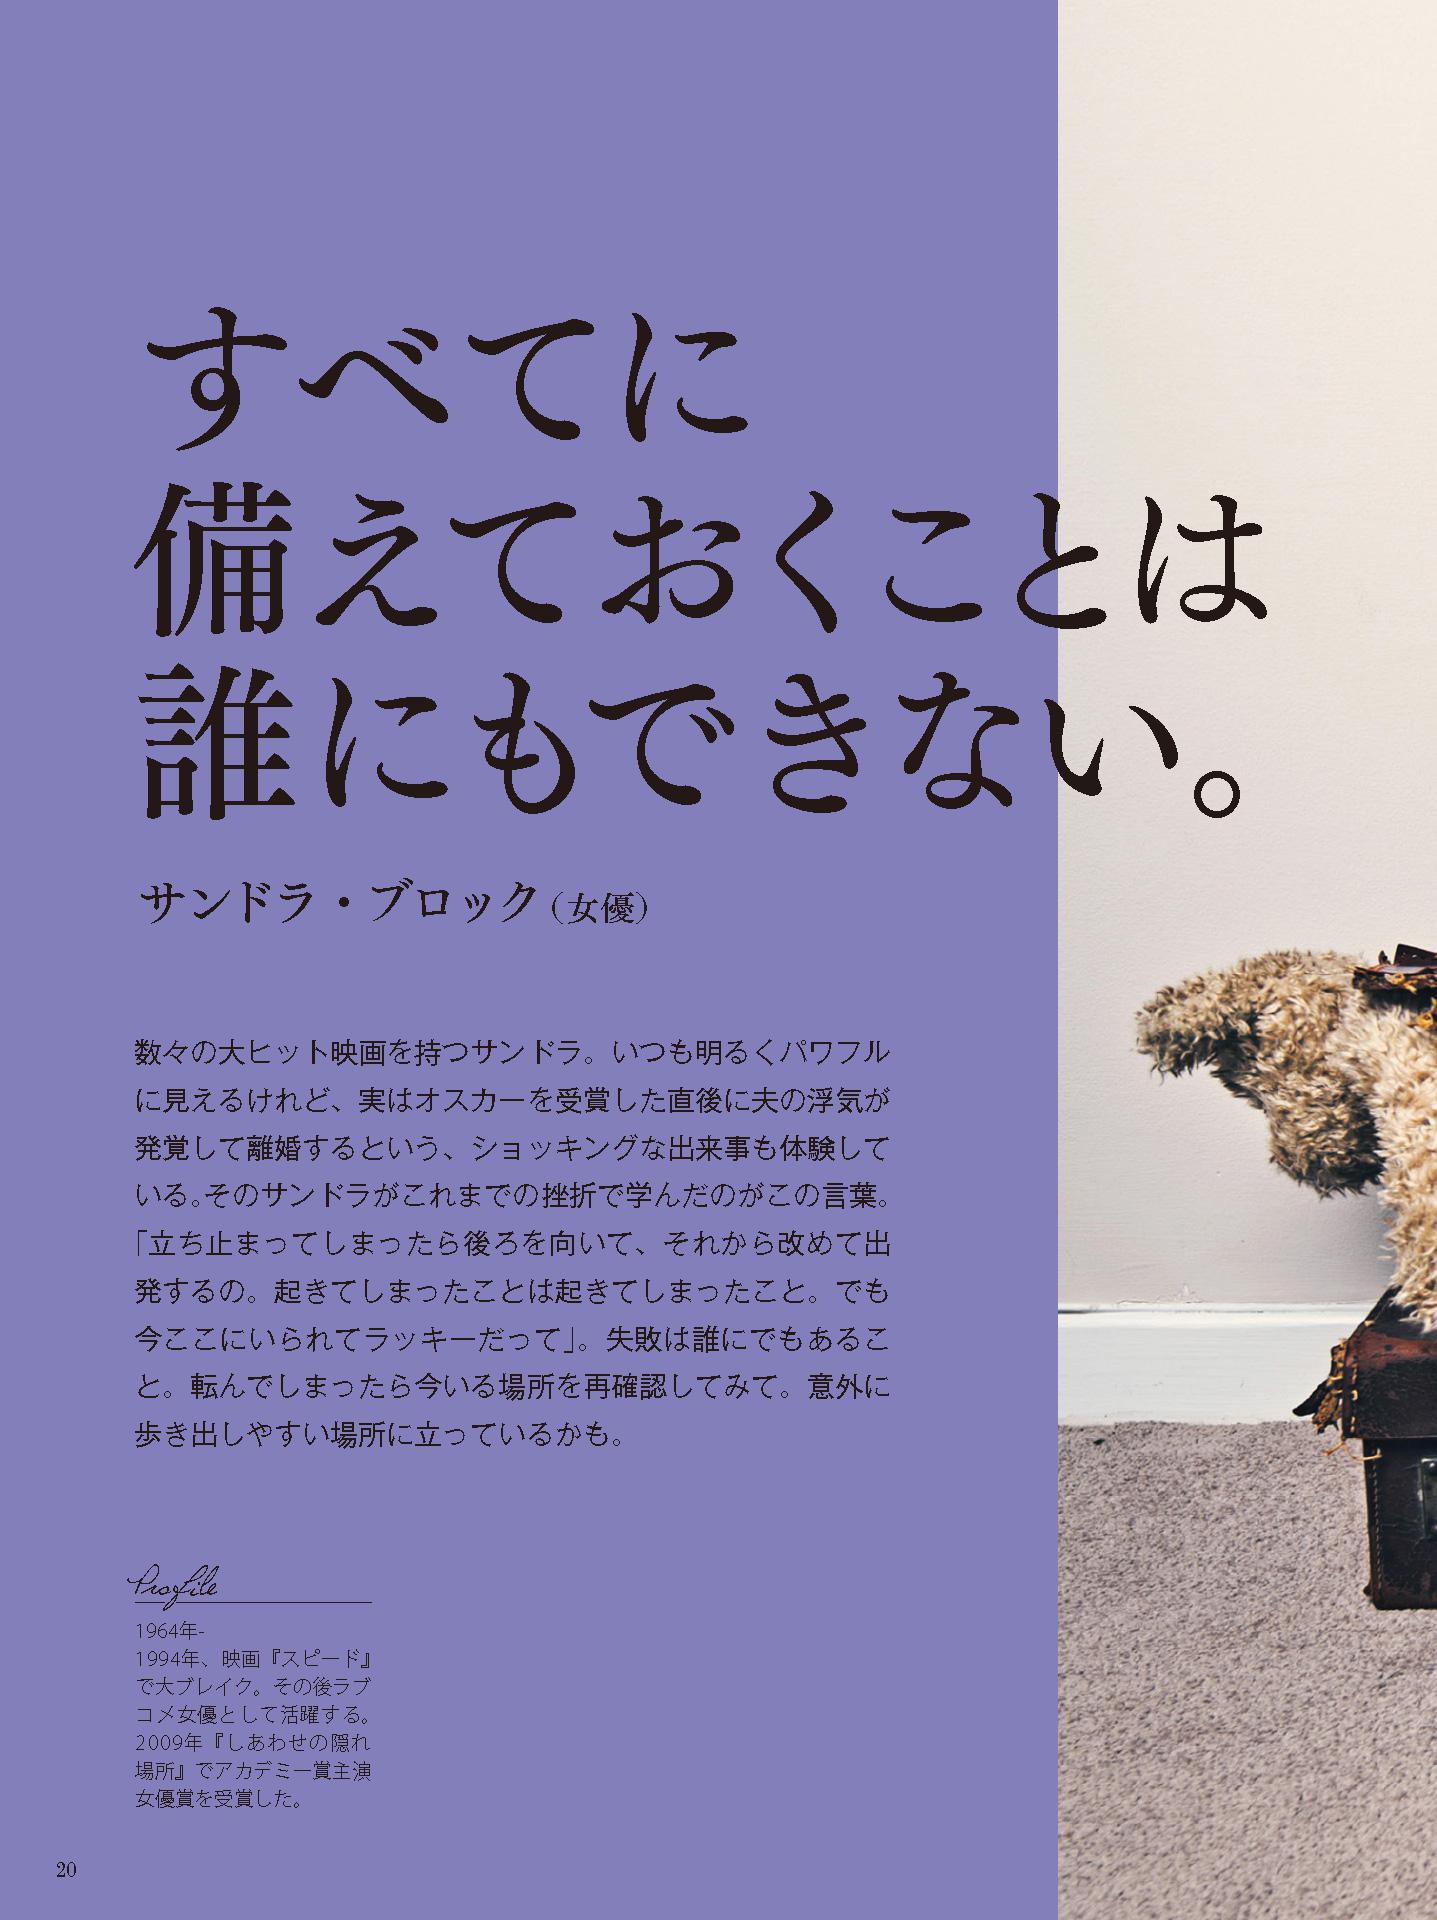 すべてに
備えておくことは
誰にもできない。
サンドラ・ブロック（女優）
数々の大ヒット映画を持つサンドラ。いつも明るくパワフル
に見えるけれど、実はオスカーを受賞した直後に夫の浮気が
発覚して離婚するという、ショッキングな出来事も体験して
いる。そのサンドラがこれまでの挫折で学んだのがこの言葉。
「立ち止まってしまったら後ろを向いて、それから改めて出
発するの。起きてしまったことは起きてしまったこと。でも
今ここにいられてラッキーだって」。失敗は誰にでもあるこ
と。転んでしまったら今いる場所を再確認してみて。意外に
歩き出しやすい場所に立っているかも。
Profile
1964年-
1994年、映画『スピード』
で大ブレイク。その後ラブ
コメ女優として活躍する。
2009年『しあわせの隠れ
場所』でアカデミー賞主演
女優賞を受賞した。
20